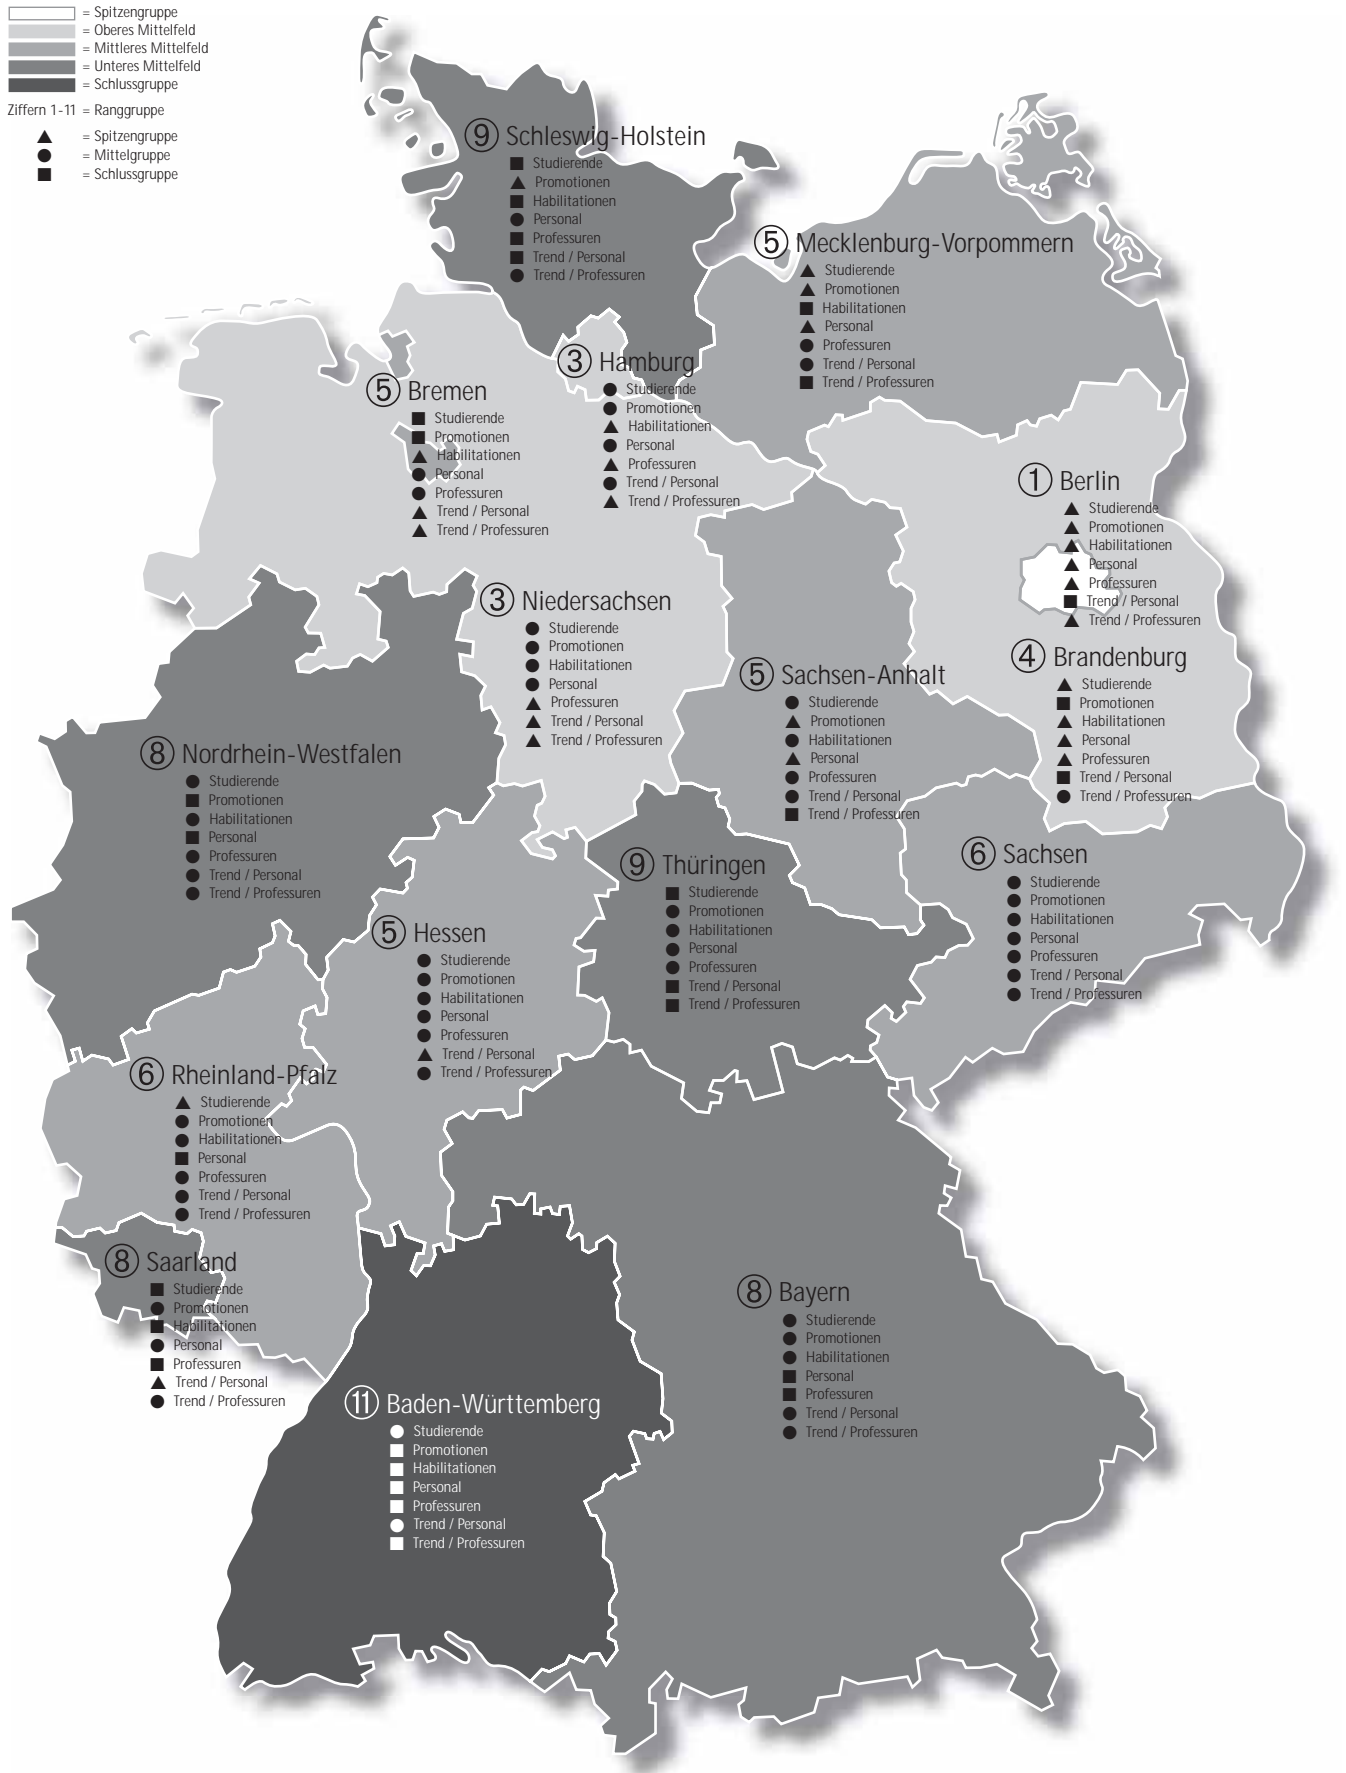 = Spitzengruppe
= Oberes Mittelfeld
= Mittleres Mittelfeld
= Unteres Mittelfeld
= Schlussgruppe
Ziffern 1-11 = Ranggruppe
▲ = Spitzengruppe
● = Mittelgruppe
■ = Schlussgruppe
9 Schleswig-Holstein
■ Studierende
▲ Promotionen
■ Habilitationen
● Personal
■ Professuren
■ Trend / Personal
● Trend / Professuren
5 Mecklenburg-Vorpommern
▲ Studierende
▲ Promotionen
■ Habilitationen
▲ Personal
● Professuren
● Trend / Personal
■ Trend / Professuren
3 Hamburg
● Studierende
● Promotionen
▲ Habilitationen
● Personal
▲ Professuren
● Trend / Personal
▲ Trend / Professuren
5 Bremen
■ Studierende
■ Promotionen
▲ Habilitationen
● Personal
● Professuren
▲ Trend / Personal
▲ Trend / Professuren
1 Berlin
▲ Studierende
▲ Promotionen
▲ Habilitationen
▲ Personal
▲ Professuren
■ Trend / Personal
▲ Trend / Professuren
3 Niedersachsen
● Studierende
● Promotionen
● Habilitationen
● Personal
▲ Professuren
▲ Trend / Personal
▲ Trend / Professuren
4 Brandenburg
▲ Studierende
■ Promotionen
▲ Habilitationen
▲ Personal
▲ Professuren
■ Trend / Personal
● Trend / Professuren
5 Sachsen-Anhalt
● Studierende
▲ Promotionen
● Habilitationen
▲ Personal
● Professuren
● Trend / Personal
■ Trend / Professuren
8 Nordrhein-Westfalen
● Studierende
■ Promotionen
● Habilitationen
■ Personal
● Professuren
● Trend / Personal
● Trend / Professuren
9 Thüringen
■ Studierende
● Promotionen
● Habilitationen
● Personal
● Professuren
■ Trend / Personal
■ Trend / Professuren
6 Sachsen
● Studierende
● Promotionen
● Habilitationen
● Personal
● Professuren
● Trend / Personal
● Trend / Professuren
5 Hessen
● Studierende
● Promotionen
● Habilitationen
● Personal
● Professuren
▲ Trend / Personal
● Trend / Professuren
6 Rheinland-Pfalz
▲ Studierende
● Promotionen
● Habilitationen
■ Personal
● Professuren
● Trend / Personal
● Trend / Professuren
8 Saarland
■ Studierende
● Promotionen
■ Habilitationen
● Personal
■ Professuren
▲ Trend / Personal
● Trend / Professuren
8 Bayern
● Studierende
● Promotionen
● Habilitationen
■ Personal
■ Professuren
● Trend / Personal
● Trend / Professuren
11 Baden-Württemberg
● Studierende
■ Promotionen
■ Habilitationen
■ Personal
■ Professuren
● Trend / Personal
■ Trend / Professuren